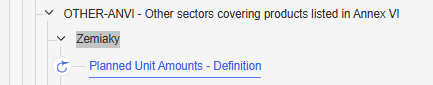 OTHER-ANVI - Other sectors covering products listed in Annex VI
Zemiaky
Planned Unit Amounts - Definition